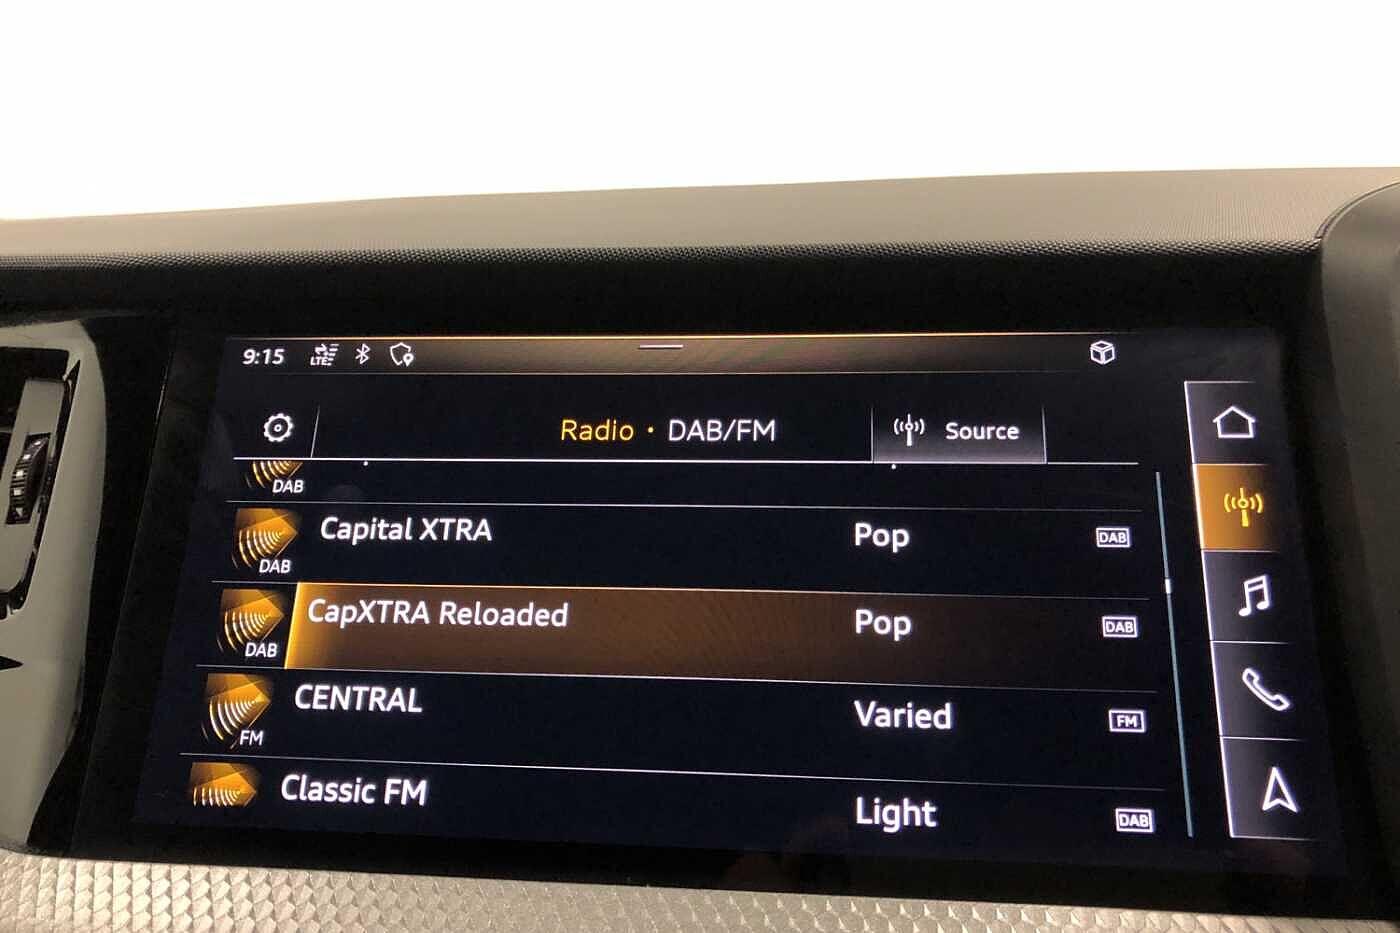 9:15 LTE
Radio · DAB/FM Source
DAB
Capital XTRA Pop DAB
DAB
CapXTRA Reloaded Pop DAB
DAB
CENTRAL Varied FM
FM
Classic FM Light DAB